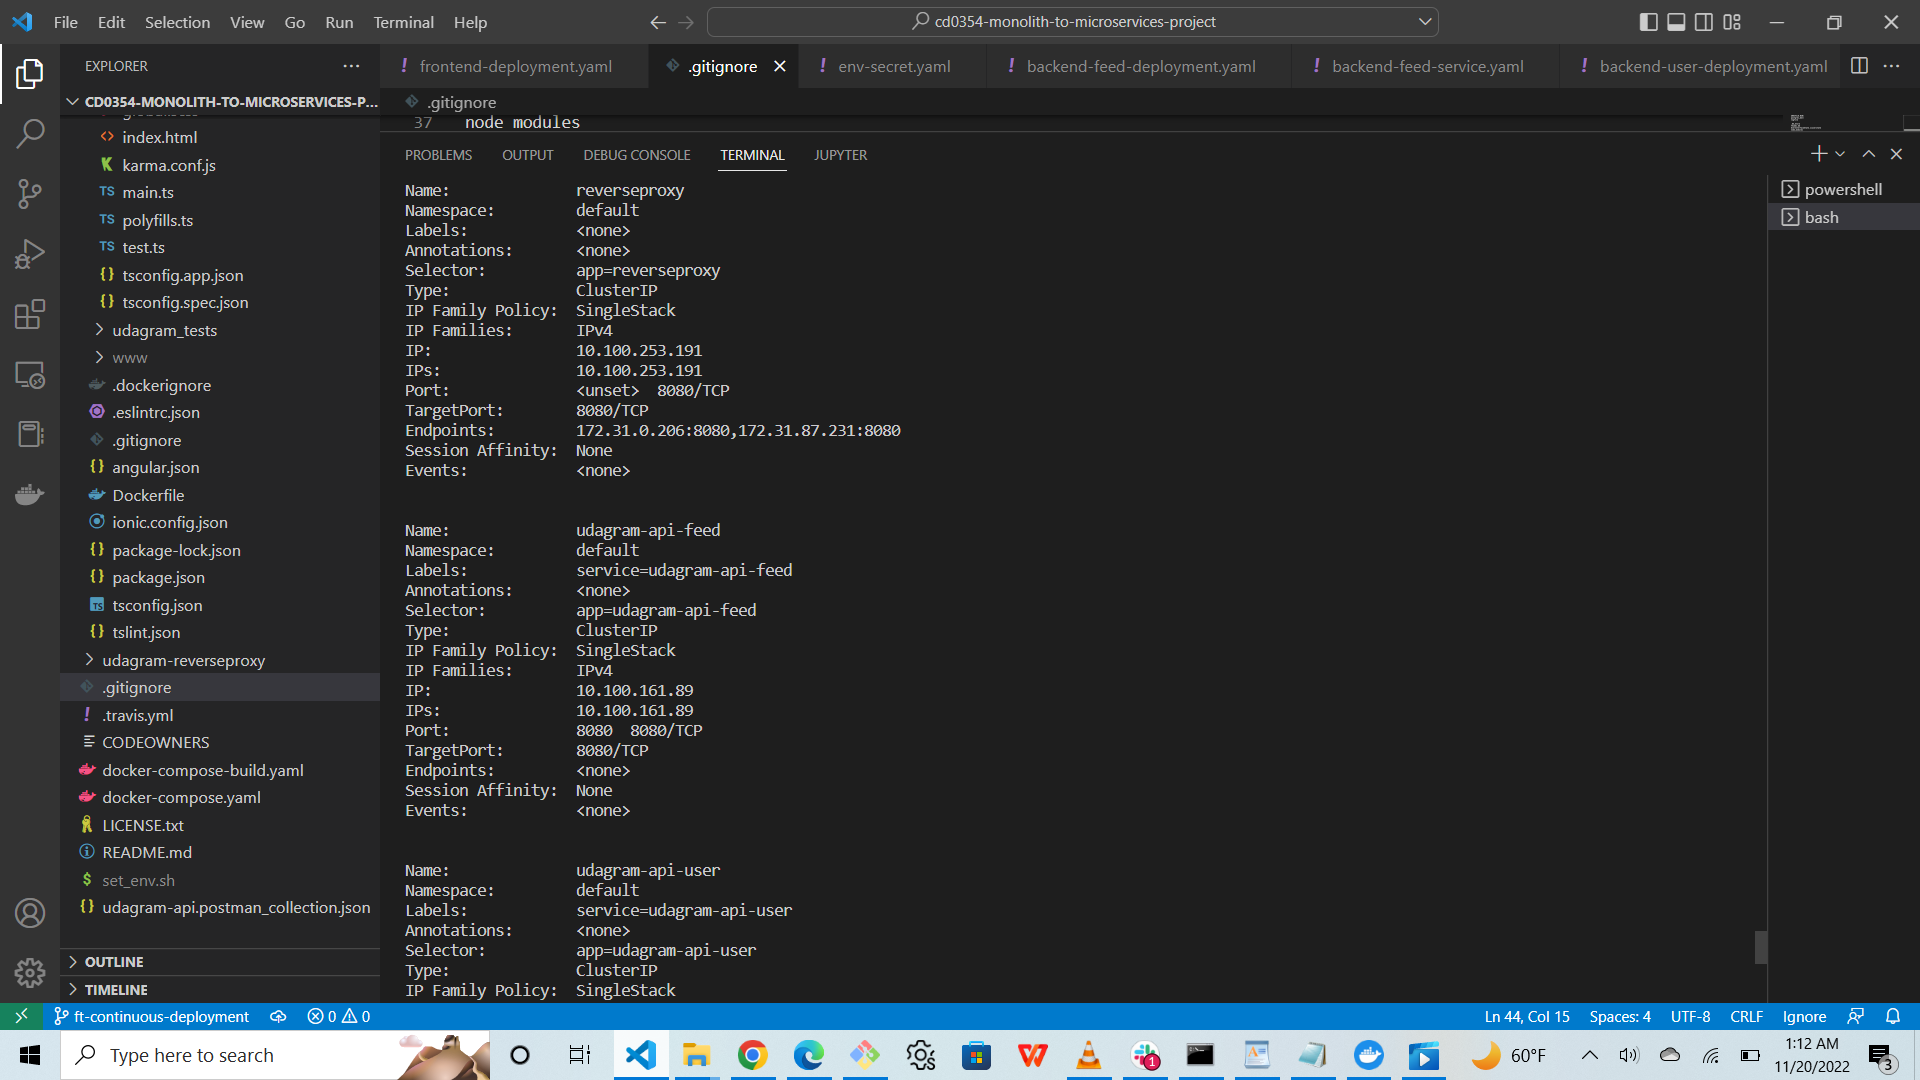 File Edit Selection View Go Run Terminal Help
cd0354-monolith-to-microservices-project
EXPLORER
frontend-deployment.yaml
.gitignore
env-secret.yaml
backend-feed-deployment.yaml
backend-feed-service.yaml
backend-user-deployment.yaml
CD0354-MONOLITH-TO-MICROSERVICES-P...
.gitignore
37 node modules
index.html
karma.conf.js
TS main.ts
TS polyfills.ts
TS test.ts
{} tsconfig.app.json
{} tsconfig.spec.json
udagram_tests
www
.dockerignore
.eslintrc.json
.gitignore
{} angular.json
Dockerfile
ionic.config.json
{} package-lock.json
{} package.json
TS tsconfig.json
{} tslint.json
udagram-reverseproxy
.gitignore
! .travis.yml
CODEOWNERS
docker-compose-build.yaml
docker-compose.yaml
LICENSE.txt
README.md
$ set_env.sh
{} udagram-api.postman_collection.json
OUTLINE
TIMELINE
PROBLEMS OUTPUT DEBUG CONSOLE TERMINAL JUPYTER
powershell
bash
Name: reverseproxy
Namespace: default
Labels: <none>
Annotations: <none>
Selector: app=reverseproxy
Type: ClusterIP
IP Family Policy: SingleStack
IP Families: IPv4
IP: 10.100.253.191
IPs: 10.100.253.191
Port: <unset> 8080/TCP
TargetPort: 8080/TCP
Endpoints: 172.31.0.206:8080,172.31.87.231:8080
Session Affinity: None
Events: <none>
Name: udagram-api-feed
Namespace: default
Labels: service=udagram-api-feed
Annotations: <none>
Selector: app=udagram-api-feed
Type: ClusterIP
IP Family Policy: SingleStack
IP Families: IPv4
IP: 10.100.161.89
IPs: 10.100.161.89
Port: 8080 8080/TCP
TargetPort: 8080/TCP
Endpoints: <none>
Session Affinity: None
Events: <none>
Name: udagram-api-user
Namespace: default
Labels: service=udagram-api-user
Annotations: <none>
Selector: app=udagram-api-user
Type: ClusterIP
IP Family Policy: SingleStack
ft-continuous-deployment 0 0
Ln 44, Col 15 Spaces: 4 UTF-8 CRLF Ignore
Type here to search
1
60°F
1:12 AM
11/20/2022
3